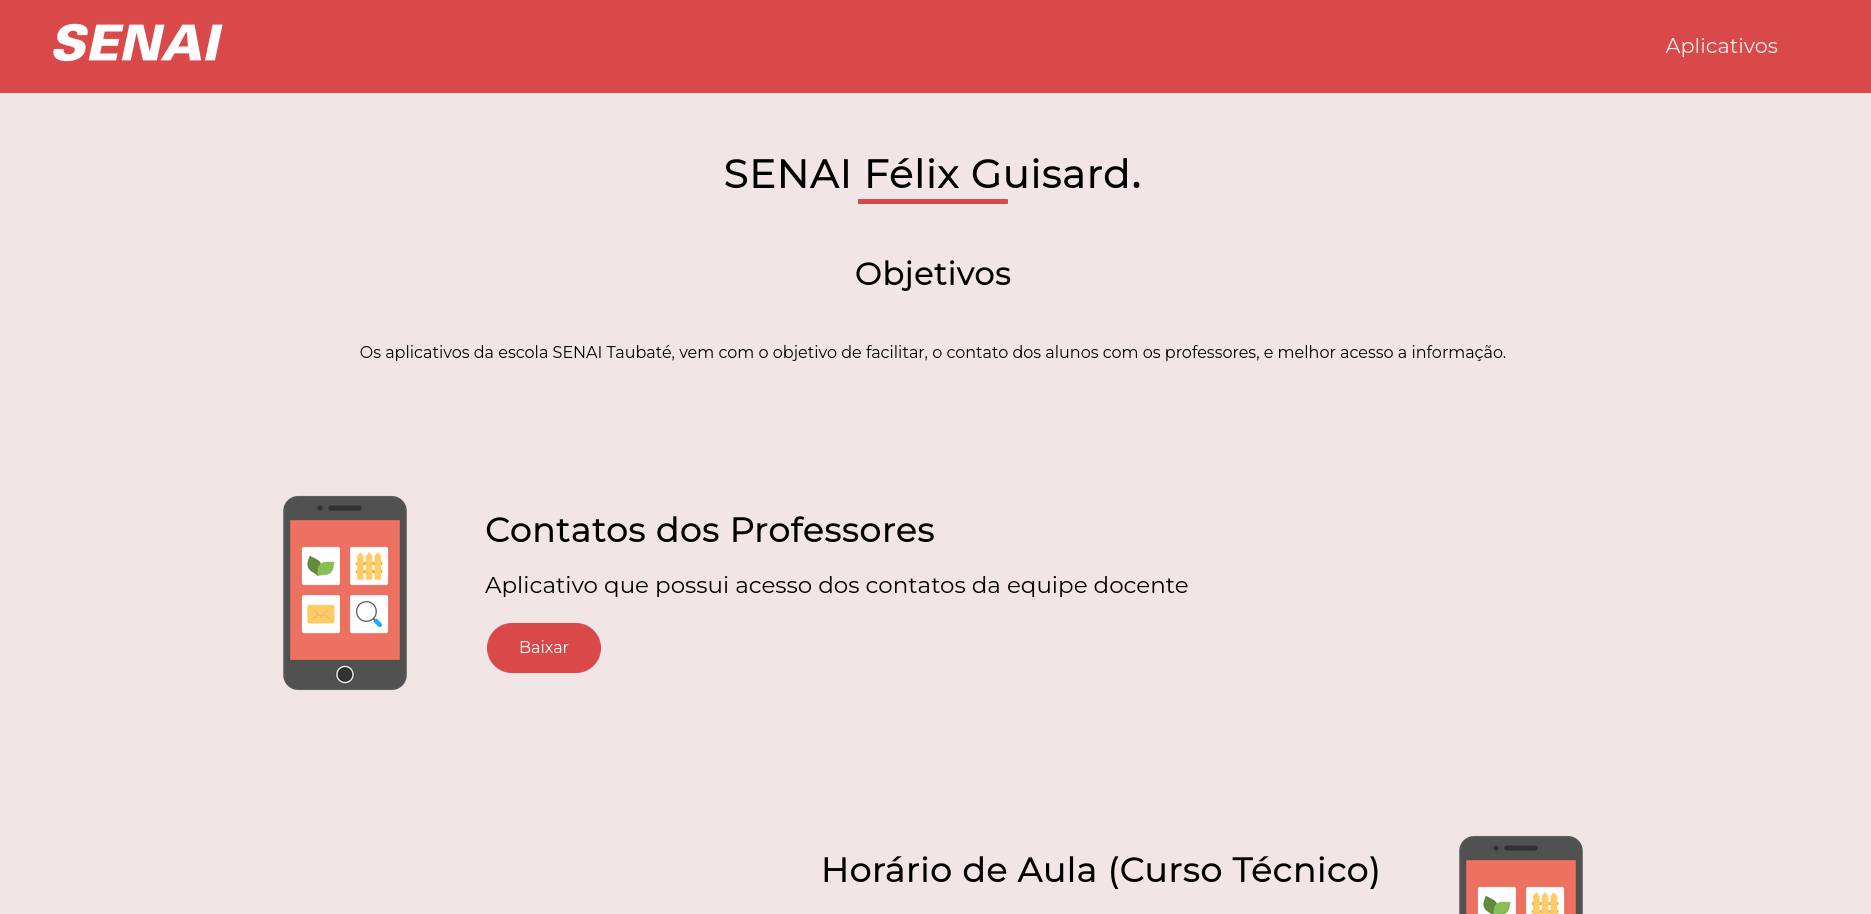 SENAI
Aplicativos
SENAI Félix Guisard.
Objetivos
Os aplicativos da escola SENAI Taubaté, vem com o objetivo de facilitar, o contato dos alunos com os professores, e melhor acesso a informação.
Contatos dos Professores
Aplicativo que possui acesso dos contatos da equipe docente
Baixar
Horário de Aula (Curso Técnico)